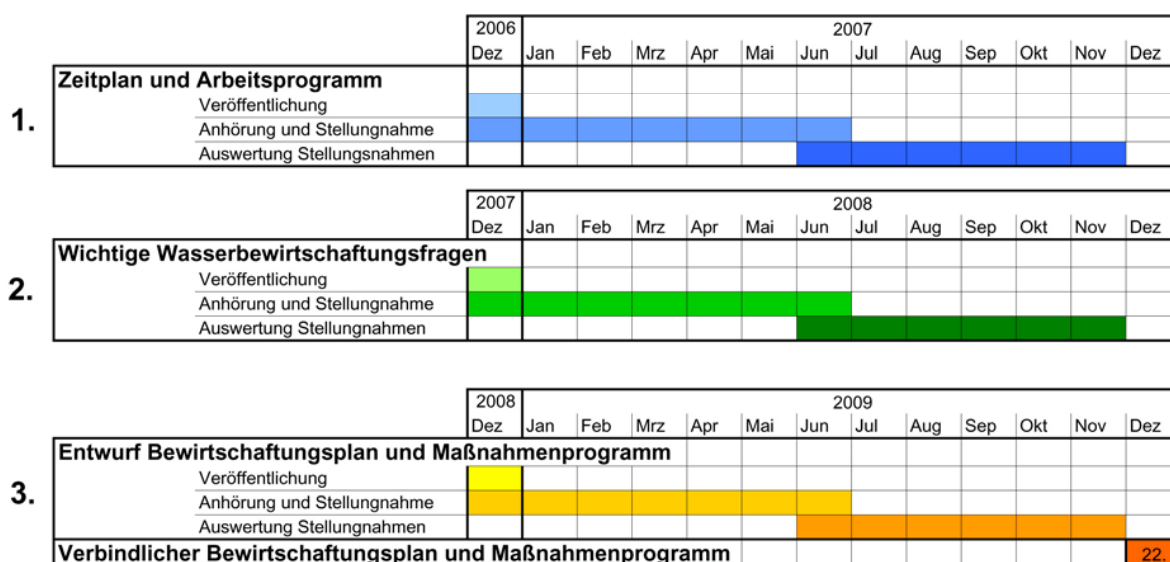 2006 2007
Dez Jan Feb Mrz Apr Mai Jun Jul Aug Sep Okt Nov Dez
1.
Zeitplan und Arbeitsprogramm
Veröffentlichung
Anhörung und Stellungnahme
Auswertung Stellungsnahmen
2007 2008
Dez Jan Feb Mrz Apr Mai Jun Jul Aug Sep Okt Nov Dez
2.
Wichtige Wasserbewirtschaftungsfragen
Veröffentlichung
Anhörung und Stellungnahme
Auswertung Stellungnahmen
2008 2009
Dez Jan Feb Mrz Apr Mai Jun Jul Aug Sep Okt Nov Dez
3.
Entwurf Bewirtschaftungsplan und Maßnahmenprogramm
Veröffentlichung
Anhörung und Stellungnahme
Auswertung Stellungnahmen
Verbindlicher Bewirtschaftungsplan und Maßnahmenprogramm 22.